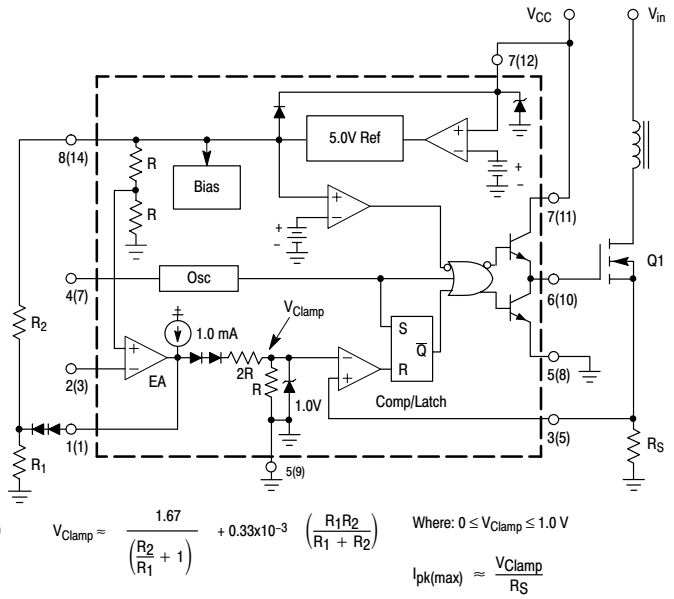 VCC
Vin
7(12)
8(14)
5.0V Ref
+
−
+
−
R
Bias
R
+
−
+
−
7(11)
Q1
4(7)
Osc
6(10)
VClamp
R2
1.0 mA
S
Q̅
R
+
−
EA
2R
R
1.0V
−
+
Comp/Latch
2(3)
5(8)
1(1)
3(5)
R1
5(9)
RS
)
VClamp ≈ 1.67 / (R2/R1 + 1) + 0.33x10−3 (R1R2 / R1 + R2) Where: 0 ≤ VClamp ≤ 1.0 V
Ipk(max) ≈ VClamp / RS